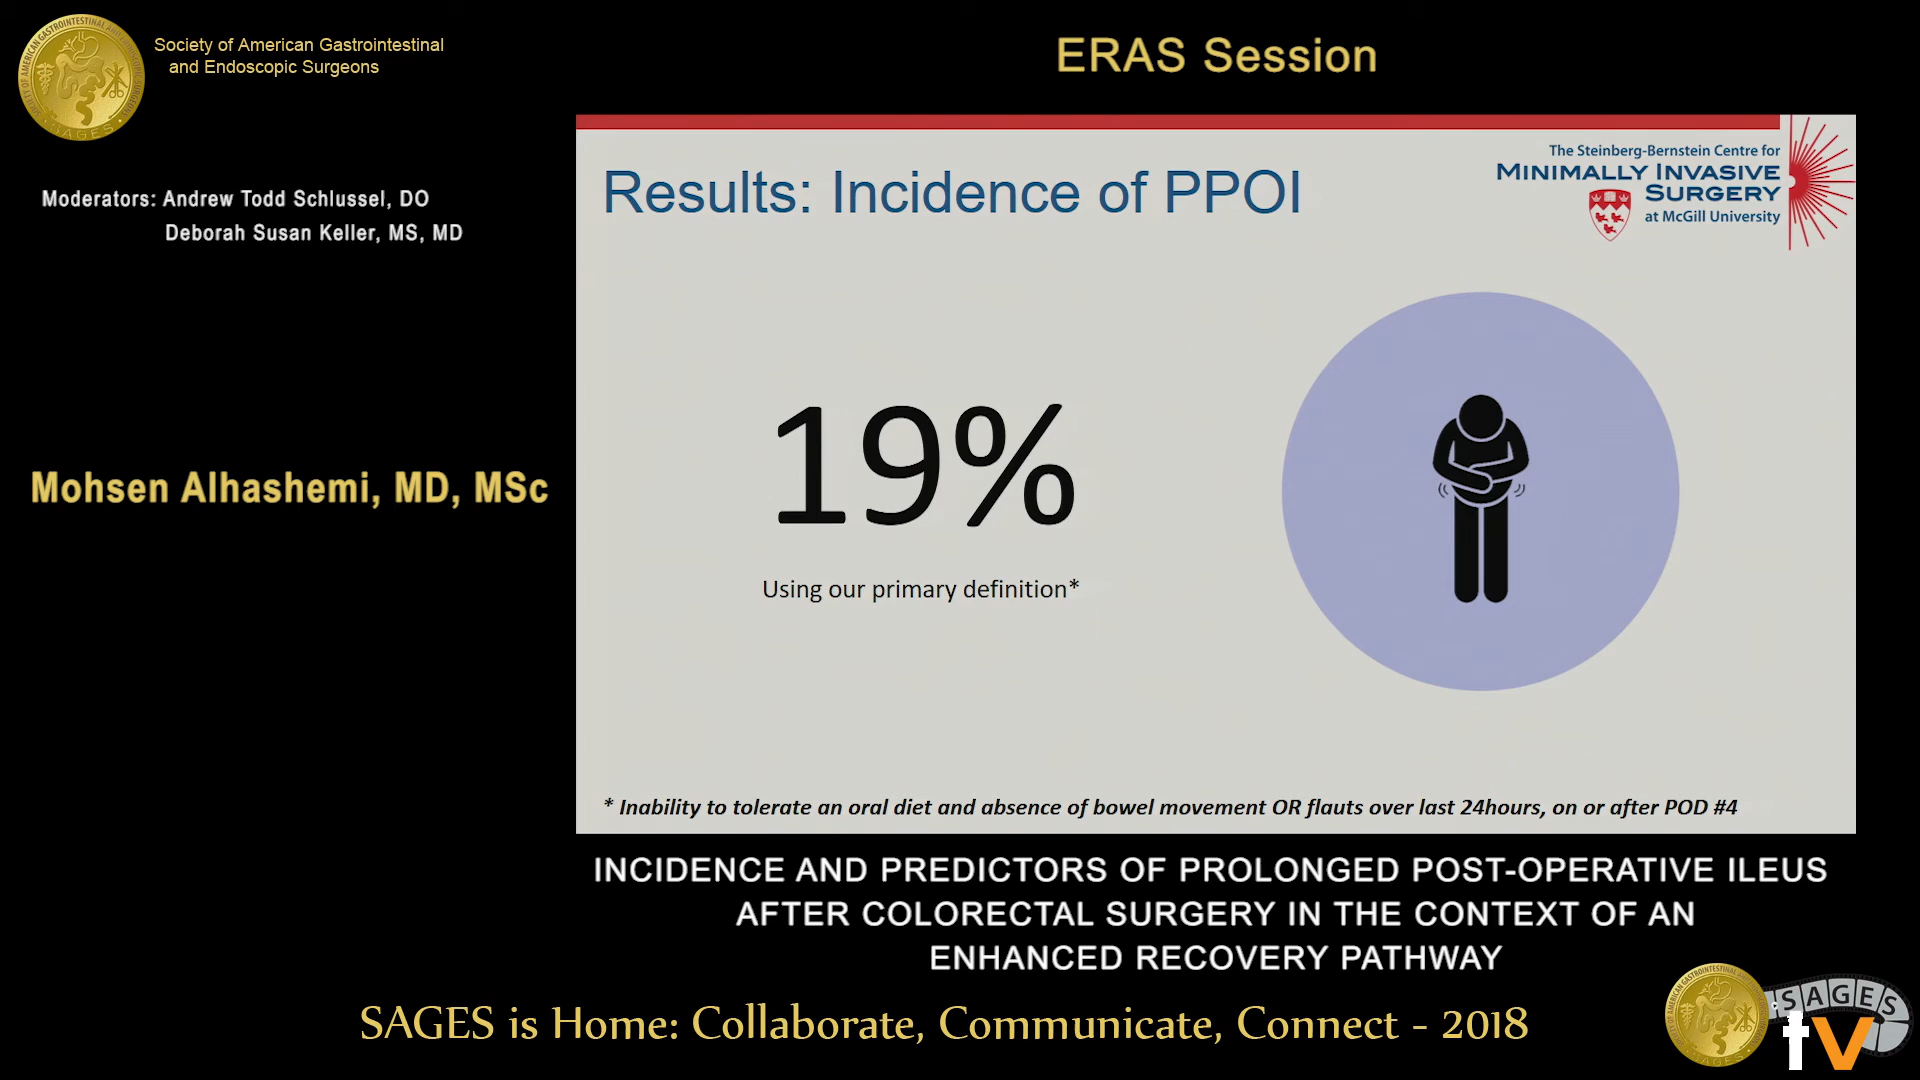 Society of American Gastrointestinal
and Endoscopic Surgeons
ERAS Session
Moderators: Andrew Todd Schlussel, DO
Deborah Susan Keller, MS, MD
Mohsen Alhashemi, MD, MSc
Results: Incidence of PPOI
The Steinberg-Bernstein Centre for
MINIMALLY INVASIVE
SURGERY
at McGill University
19%
Using our primary definition*
* Inability to tolerate an oral diet and absence of bowel movement OR flauts over last 24hours, on or after POD #4
INCIDENCE AND PREDICTORS OF PROLONGED POST-OPERATIVE ILEUS
AFTER COLORECTAL SURGERY IN THE CONTEXT OF AN
ENHANCED RECOVERY PATHWAY
SAGES is Home: Collaborate, Communicate, Connect - 2018
SAGES
tv